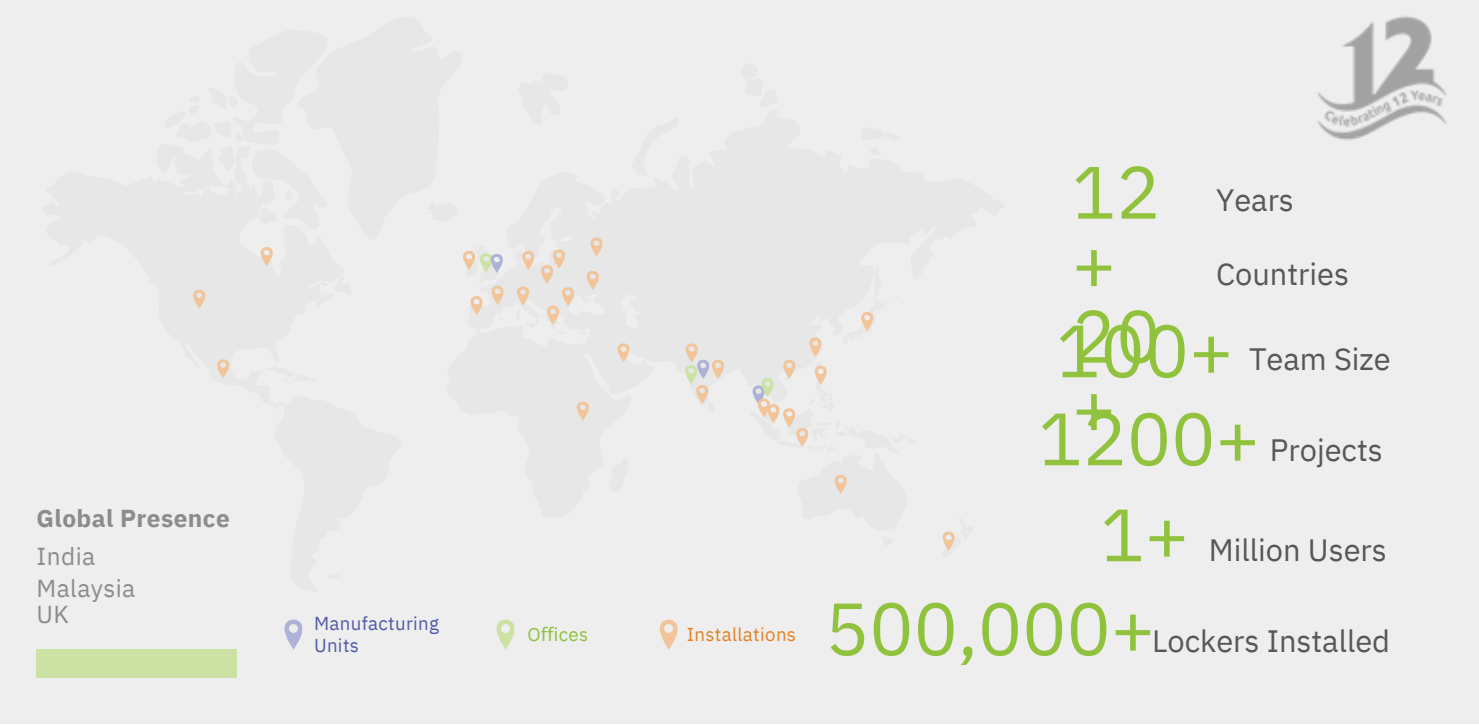 12
Celebrating 12 Years
12
+
Years
Countries
20
+
100+ Team Size
1200+ Projects
1+ Million Users
500,000+ Lockers Installed
Global Presence
India
Malaysia
UK
Manufacturing
Units
Offices
Installations